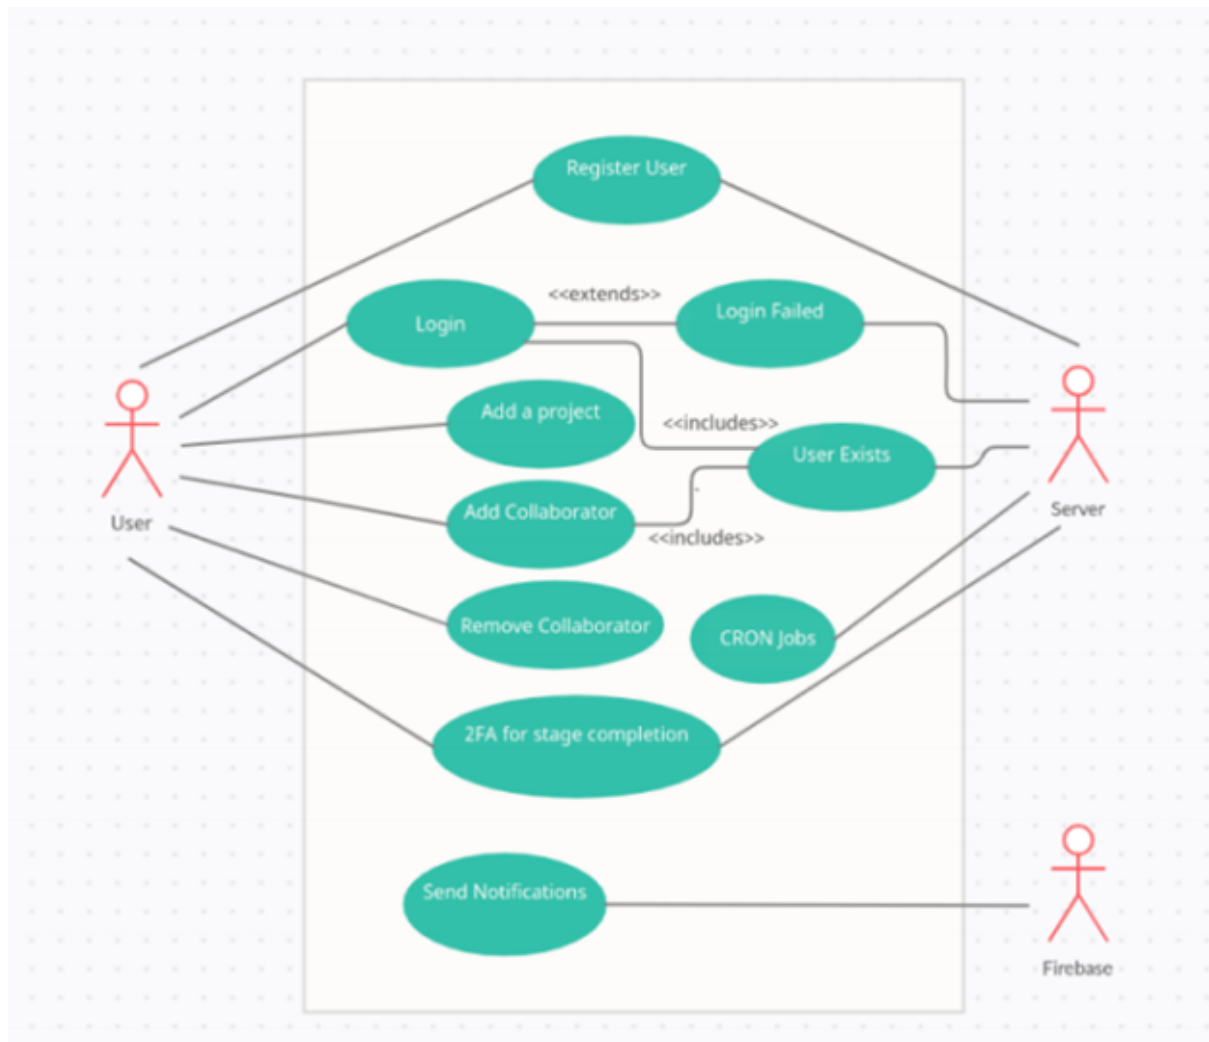 Register User
<<extends>>
Login
Login Failed
Add a project
<<includes>>
User Exists
Add Collaborator
<<includes>>
User
Server
Remove Collaborator
CRON Jobs
2FA for stage completion
Send Notifications
Firebase